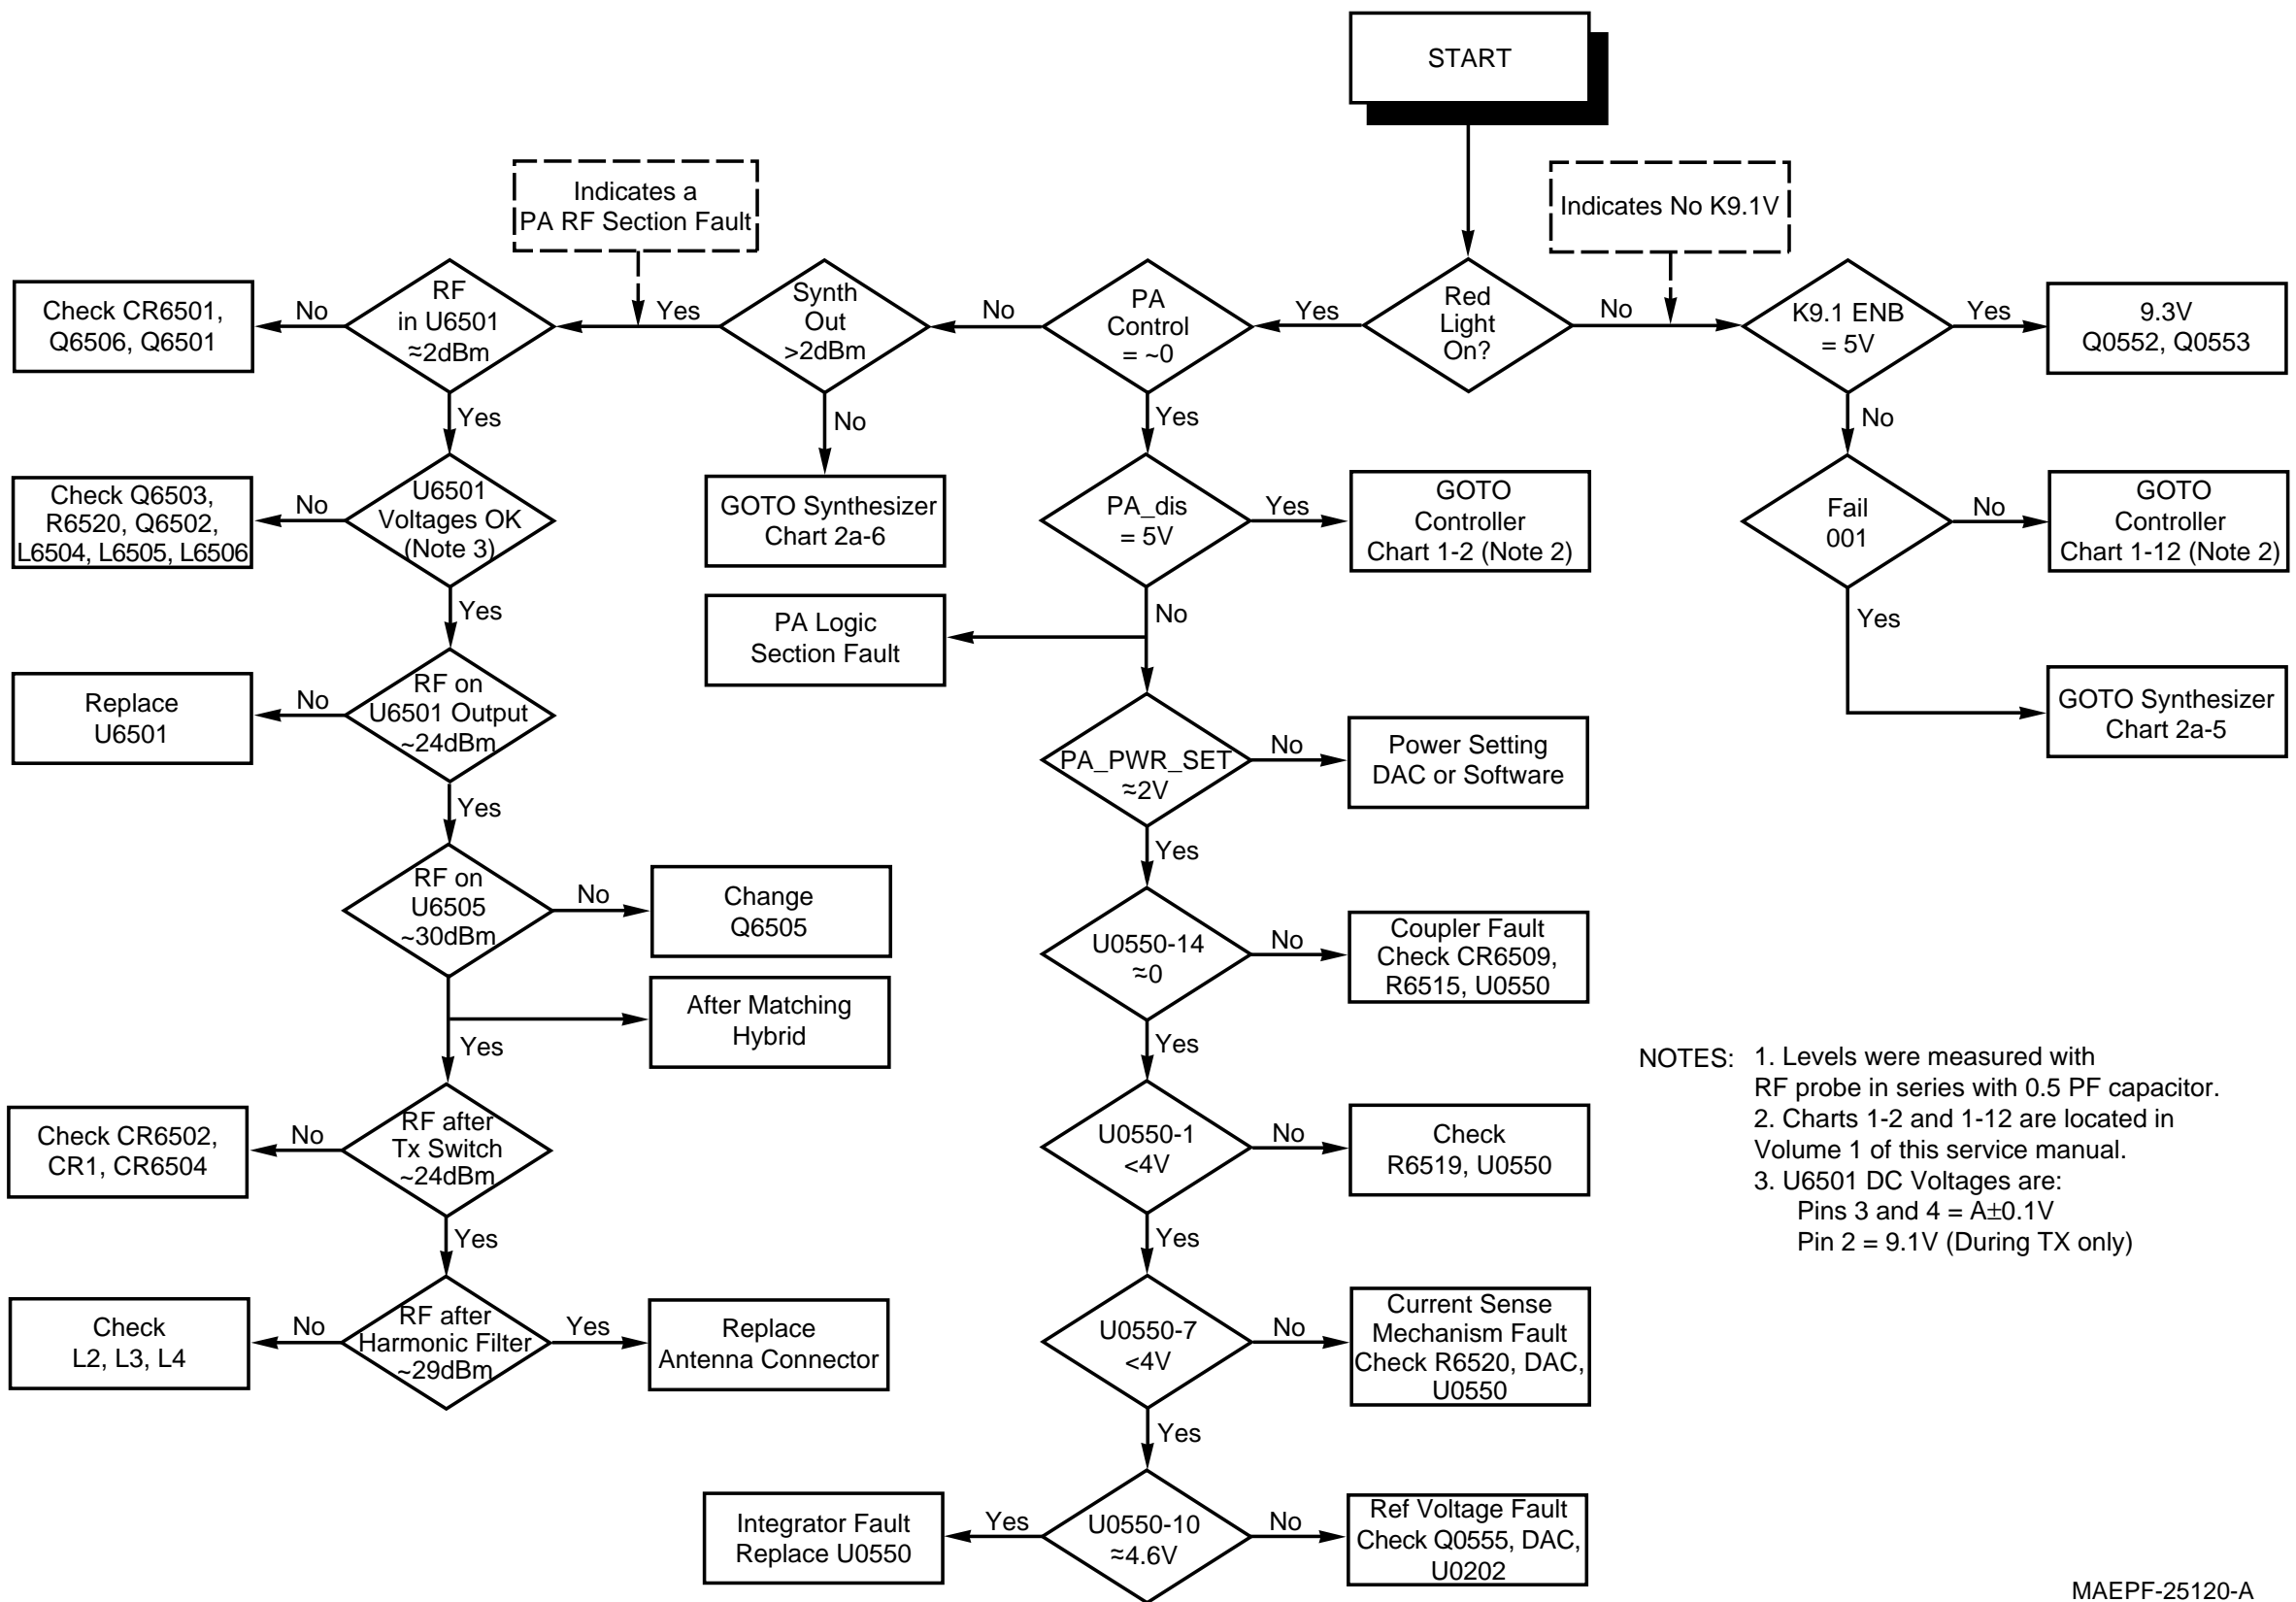 START
Indicates a
PA RF Section Fault
Indicates No K9.1V
Check CR6501,
Q6506, Q6501
No
RF
in U6501
≈2dBm
Yes
Synth
Out
>2dBm
No
PA
Control
= ~0
Yes
Red
Light
On?
No
K9.1 ENB
= 5V
Yes
9.3V
Q0552, Q0553
Yes
No
Yes
No
Check Q6503,
R6520, Q6502,
L6504, L6505, L6506
No
U6501
Voltages OK
(Note 3)
GOTO Synthesizer
Chart 2a-6
PA_dis
= 5V
Yes
GOTO
Controller
Chart 1-2 (Note 2)
Fail
001
No
GOTO
Controller
Chart 1-12 (Note 2)
Yes
PA Logic
Section Fault
No
Yes
Replace
U6501
No
RF on
U6501 Output
~24dBm
PA_PWR_SET
≈2V
No
Power Setting
DAC or Software
GOTO Synthesizer
Chart 2a-5
Yes
Yes
RF on
U6505
~30dBm
No
Change
Q6505
U0550-14
≈0
No
Coupler Fault
Check CR6509,
R6515, U0550
After Matching
Hybrid
Yes
Yes
Check CR6502,
CR1, CR6504
No
RF after
Tx Switch
~24dBm
U0550-1
<4V
No
Check
R6519, U0550
NOTES: 1. Levels were measured with
RF probe in series with 0.5 PF capacitor.
2. Charts 1-2 and 1-12 are located in
Volume 1 of this service manual.
3. U6501 DC Voltages are:
Pins 3 and 4 = A±0.1V
Pin 2 = 9.1V (During TX only)
Yes
Yes
Check
L2, L3, L4
No
RF after
Harmonic Filter
~29dBm
Yes
Replace
Antenna Connector
U0550-7
<4V
No
Current Sense
Mechanism Fault
Check R6520, DAC,
U0550
Yes
Integrator Fault
Replace U0550
Yes
U0550-10
≈4.6V
No
Ref Voltage Fault
Check Q0555, DAC,
U0202
MAEPF-25120-A